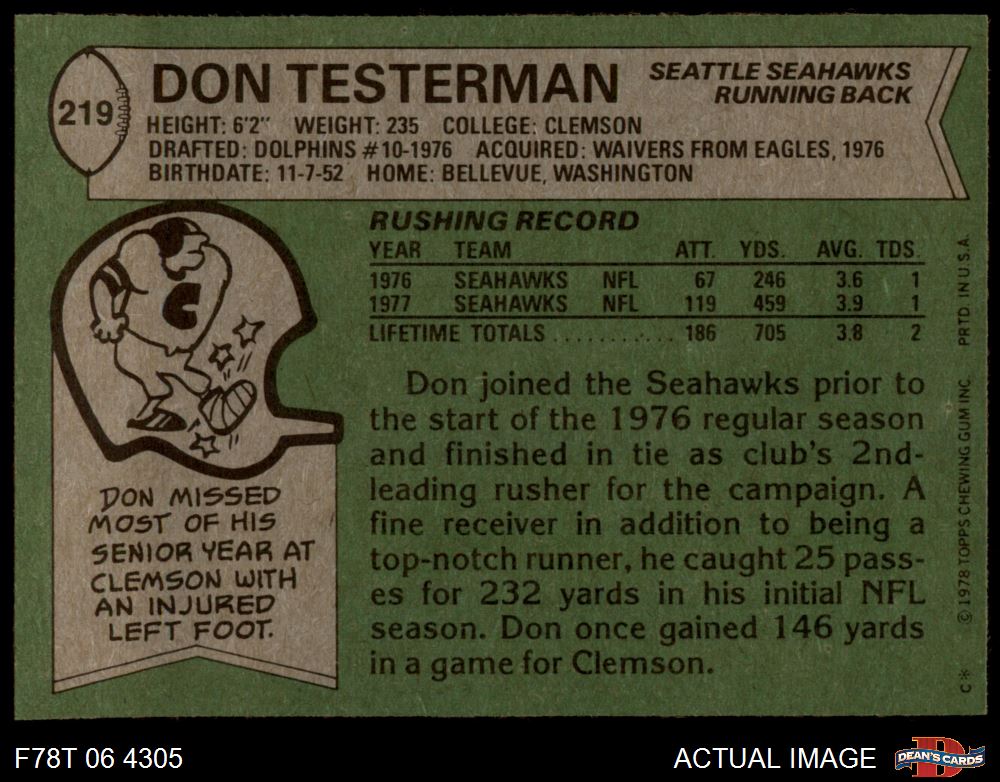 219
DON TESTERMAN
SEATTLE SEAHAWKS
RUNNING BACK
HEIGHT: 6'2" WEIGHT: 235 COLLEGE: CLEMSON
DRAFTED: DOLPHINS #10-1976 ACQUIRED: WAIVERS FROM EAGLES, 1976
BIRTHDATE: 11-7-52 HOME: BELLEVUE, WASHINGTON
RUSHING RECORD
YEAR TEAM ATT. YDS. AVG. TDS.
1976 SEAHAWKS NFL 67 246 3.6 1
1977 SEAHAWKS NFL 119 459 3.9 1
LIFETIME TOTALS ........... 186 705 3.8 2
Don joined the Seahawks prior to
the start of the 1976 regular season
and finished in tie as club's 2nd-
leading rusher for the campaign. A
fine receiver in addition to being a
top-notch runner, he caught 25 pass-
es for 232 yards in his initial NFL
season. Don once gained 146 yards
in a game for Clemson.
C
DON MISSED
MOST OF HIS
SENIOR YEAR AT
CLEMSON WITH
AN INJURED
LEFT FOOT.
C* © 1978 TOPPS CHEWING GUM INC. PRTD. IN U.S.A.
F78T 06 4305
ACTUAL IMAGE
D
DEAN'S CARDS